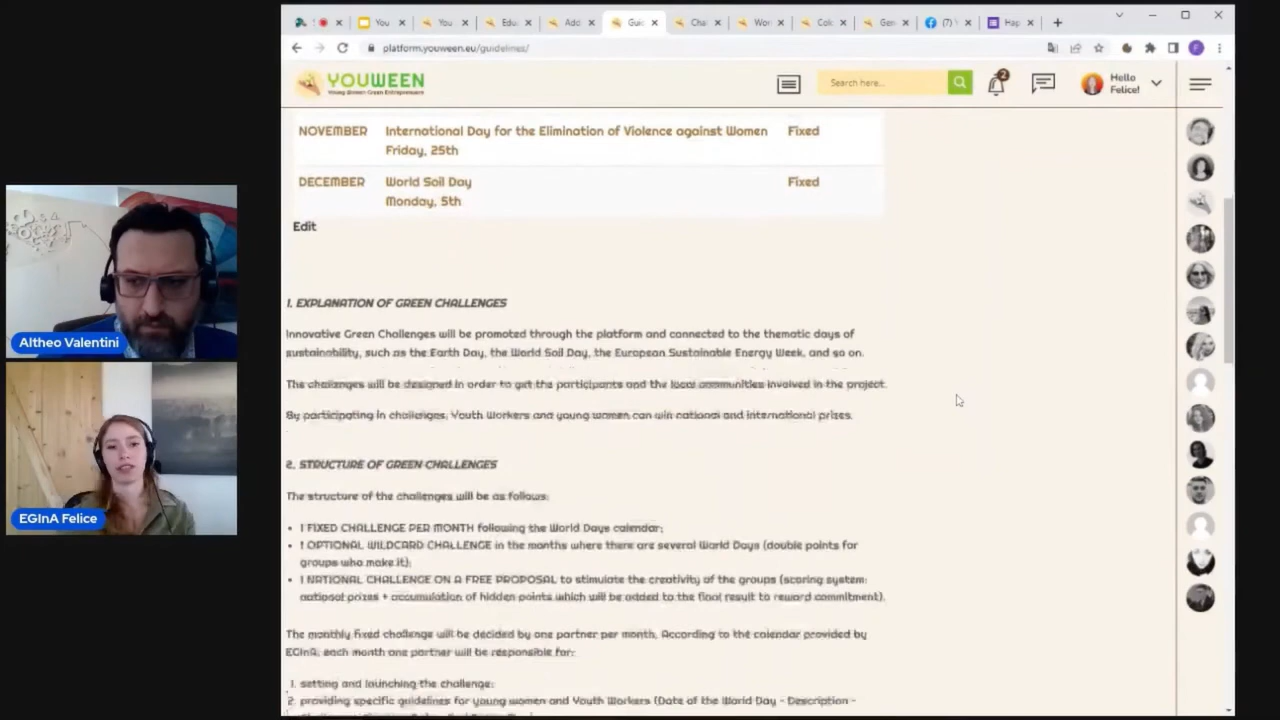 You
You
Edu
Add
Gui
Cha
Wor
Colo
Gen
(7) Y
Hap
platform.youween.eu/guidelines/
F
YOUWEEN
Young Women Green Entrepreneurs
Search here...
2
Hello
Felice!
NOVEMBER International Day for the Elimination of Violence against Women Fixed
Friday, 25th
DECEMBER World Soil Day Fixed
Monday, 5th
Edit
1. EXPLANATION OF GREEN CHALLENGES
Innovative Green Challenges will be promoted through the platform and connected to the thematic days of
sustainability, such as the Earth Day, the World Soil Day, the European Sustainable Energy Week, and so on.
The challenges will be designed in order to get the participants and the local communities involved in the project.
By participating in challenges, Youth Workers and young women can win national and international prizes.
2. STRUCTURE OF GREEN CHALLENGES
The structure of the challenges will be as follows:
• 1 FIXED CHALLENGE PER MONTH following the World Days calendar;
• 1 OPTIONAL WILDCARD CHALLENGE in the months where there are several World Days (double points for
groups who make it);
• 1 NATIONAL CHALLENGE ON A FREE PROPOSAL to stimulate the creativity of the groups (scoring system:
national prizes + accumulation of hidden points which will be added to the final result to reward commitment).
The monthly fixed challenge will be decided by one partner per month. According to the calendar provided by
EGInA, each month one partner will be responsible for:
1. setting and launching the challenge;
2. providing specific guidelines for young women and Youth Workers (Date of the World Day - Description -
Altheo Valentini
EGInA Felice